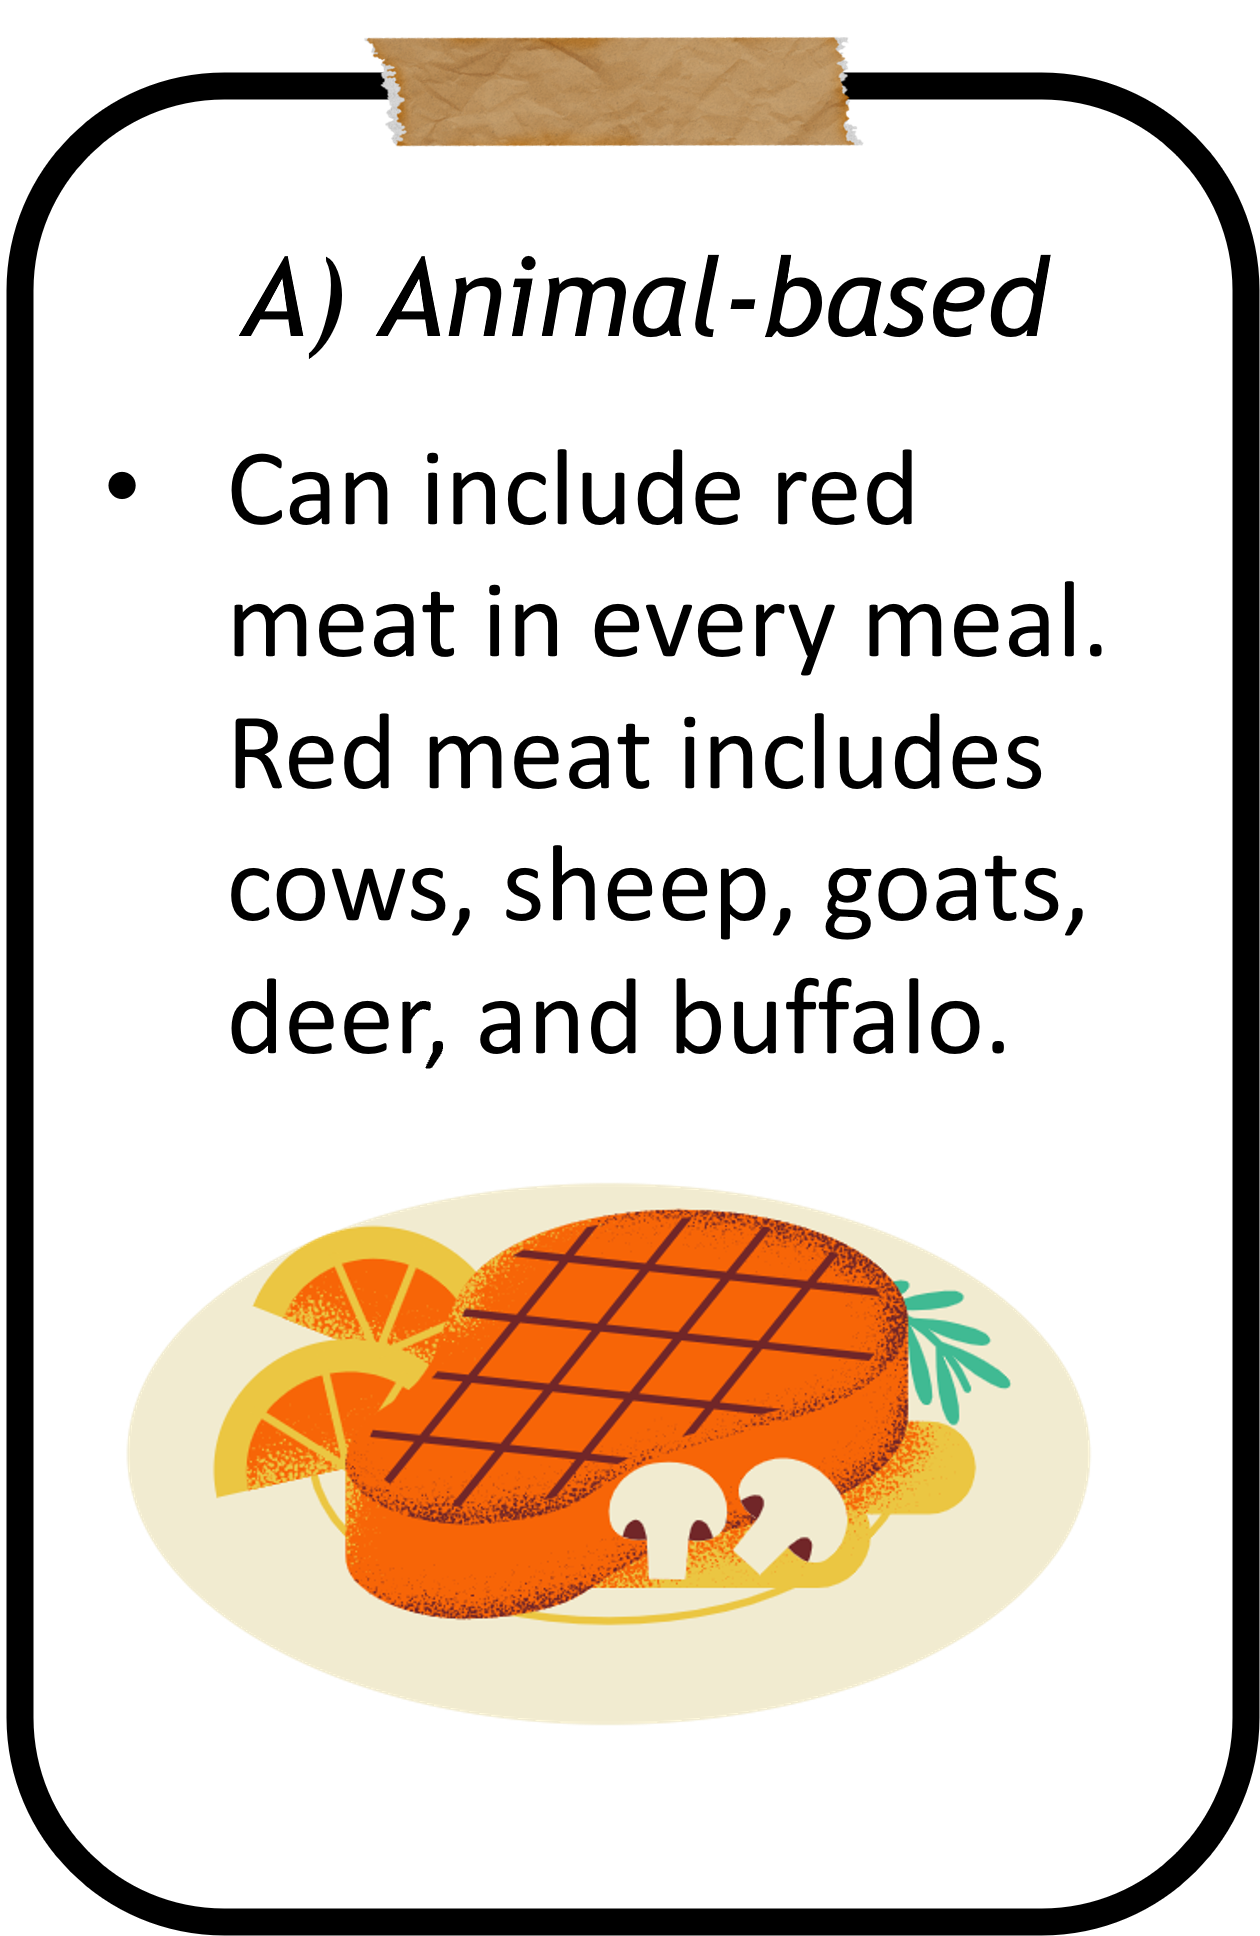 A) Animal-based
• Can include red
meat in every meal.
Red meat includes
cows, sheep, goats,
deer, and buffalo.